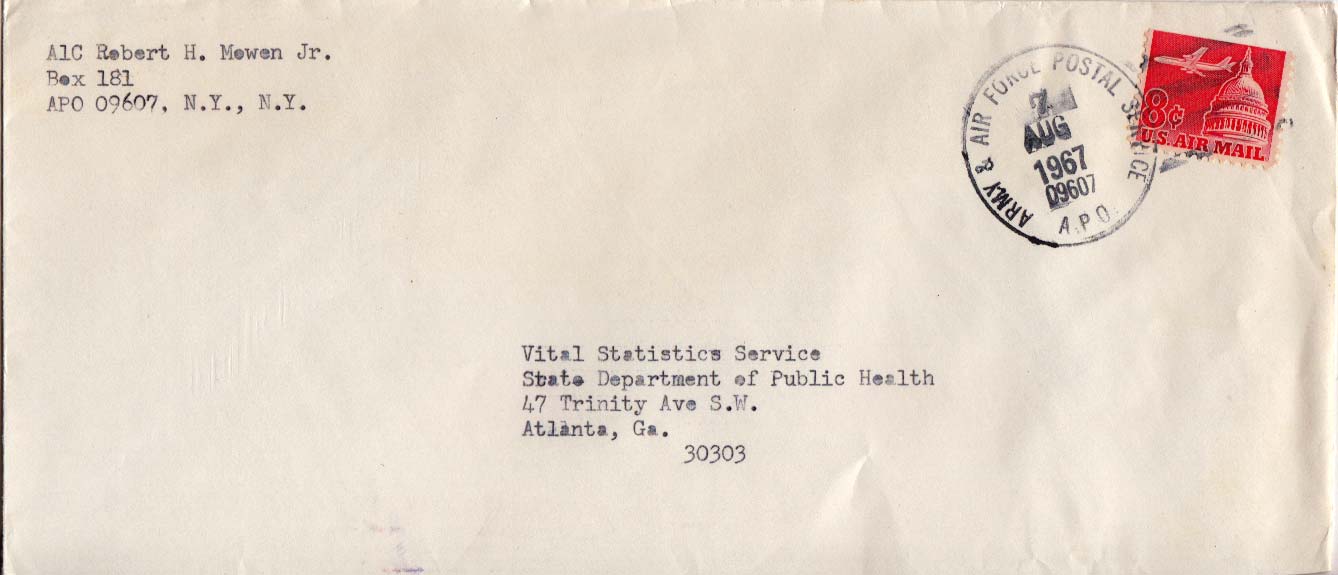 A1C Robert H. Mowen Jr.
Box 181
APO 09607, N.Y., N.Y.
ARMY & AIR FORCE POSTAL SERVICE
7
AUG
1967
09607
A.P.O.
8¢
U.S. AIR MAIL
Vital Statistics Service
State Department of Public Health
47 Trinity Ave S.W.
Atlanta, Ga.
30303